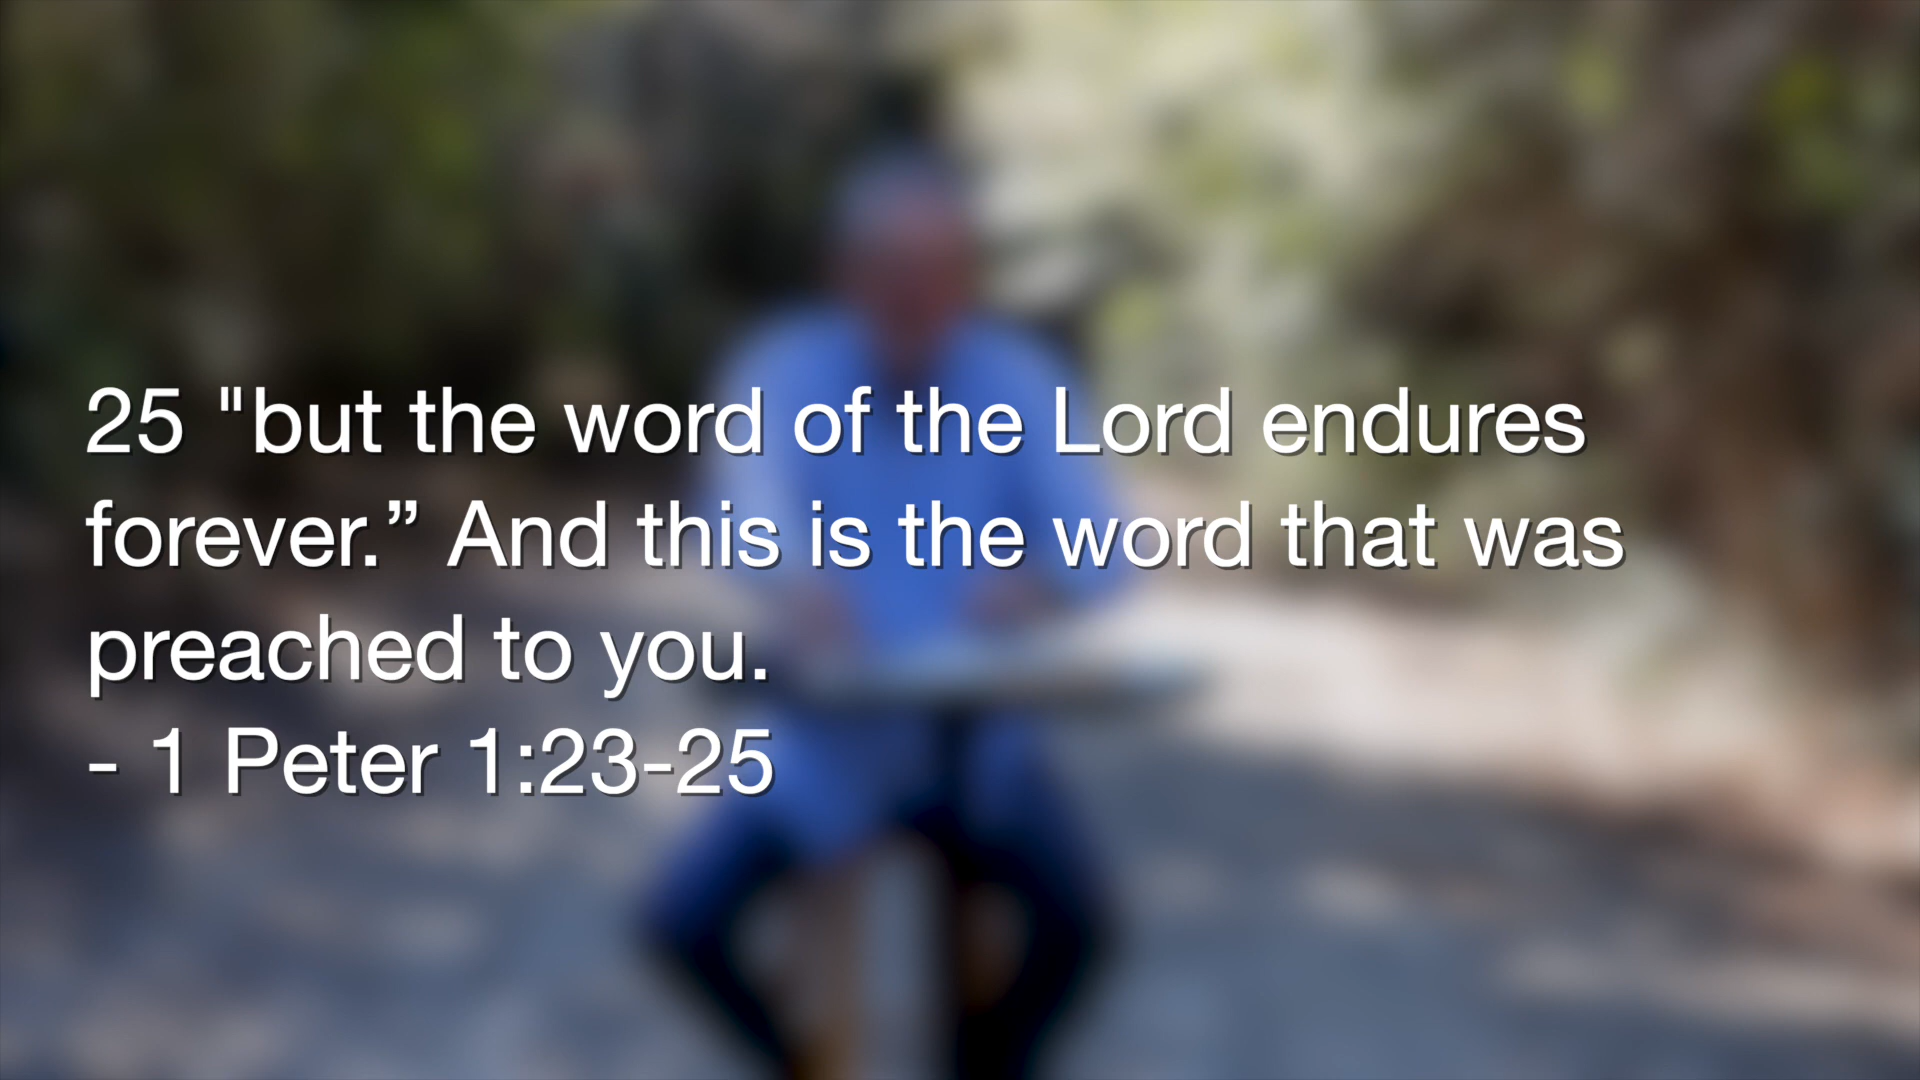 25 "but the word of the Lord endures
forever.” And this is the word that was
preached to you.
- 1 Peter 1:23-25